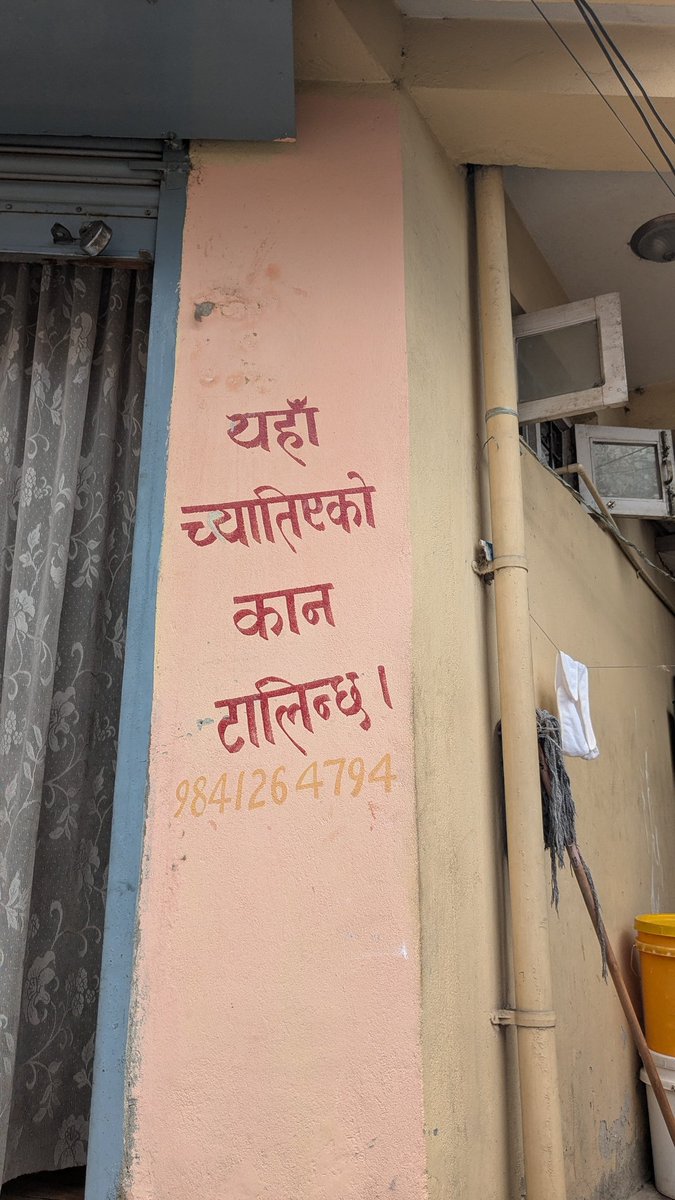 यहाँ
च्यातिएको
कान
टालिन्छ।
9841264794